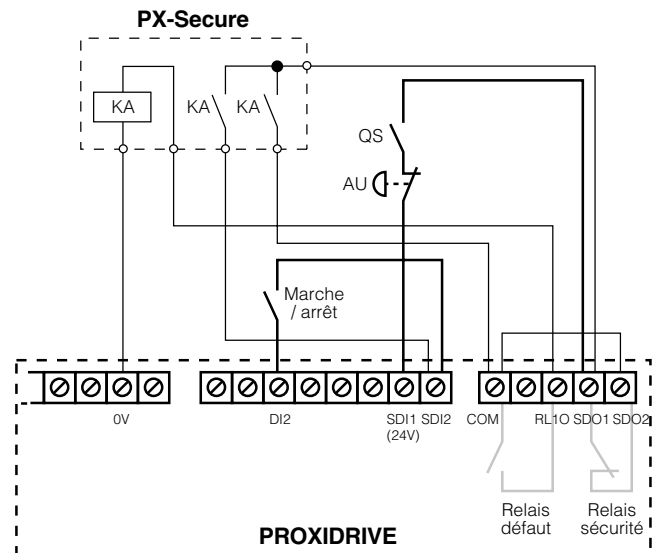 PX-Secure
KA
KA
KA
QS
AU
Marche
/ arrêt
0V
DI2
SDI1
SDI2
(24V)
COM
RL1O
SDO1
SDO2
Relais
défaut
Relais
sécurité
PROXIDRIVE